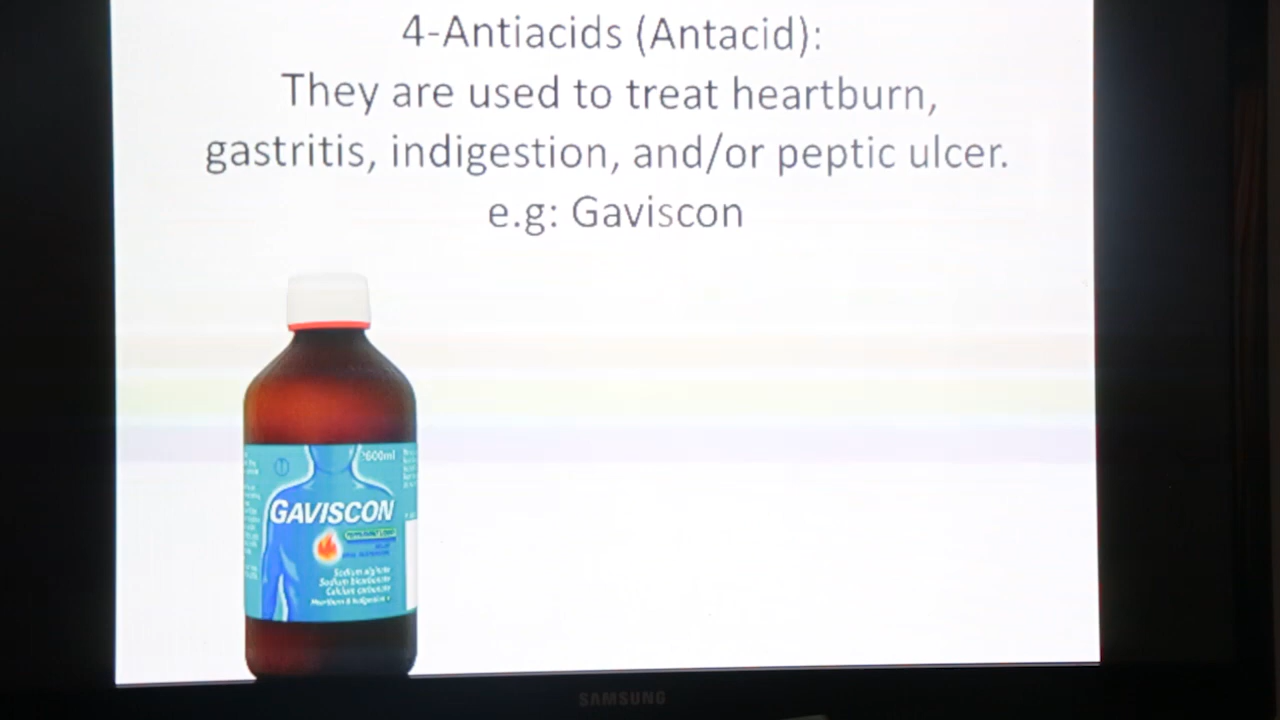 4-Antiacids (Antacid):
They are used to treat heartburn,
gastritis, indigestion, and/or peptic ulcer.
e.g: Gaviscon
600ml
GAVISCON
Sodium alginate
Sodium bicarbonate
Calcium carbonate
Heartburn & Indigestion
SAMSUNG